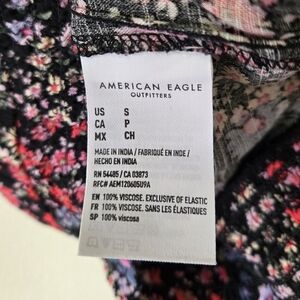 AMERICAN EAGLE
OUTFITTERS
US S
CA P
MX CH
MADE IN INDIA / FABRIQUÉ EN INDE /
HECHO EN INDIA
RN 54485 / CA 03873
RFC# AEM120605U9A
EN 100% VISCOSE. EXCLUSIVE OF ELASTIC
FR 100% VISCOSE. SANS LES ÉLASTIQUES
SP 100% viscosa